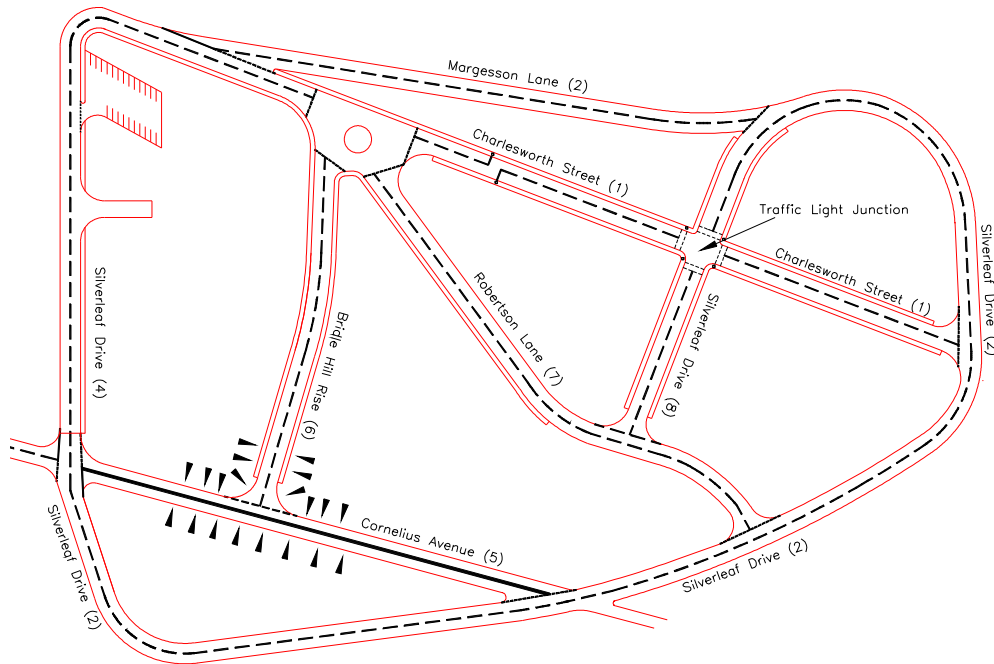 Margesson Lane (2)
Charlesworth Street (1)
Traffic Light Junction
Silverleaf Drive (2)
Charlesworth Street (1)
Silverleaf Drive (4)
Robertson Lane (7)
Silverleaf Drive (8)
Bridle Hill Rise (6)
Cornelius Avenue (5)
Silverleaf Drive (2)
Silverleaf Drive (2)